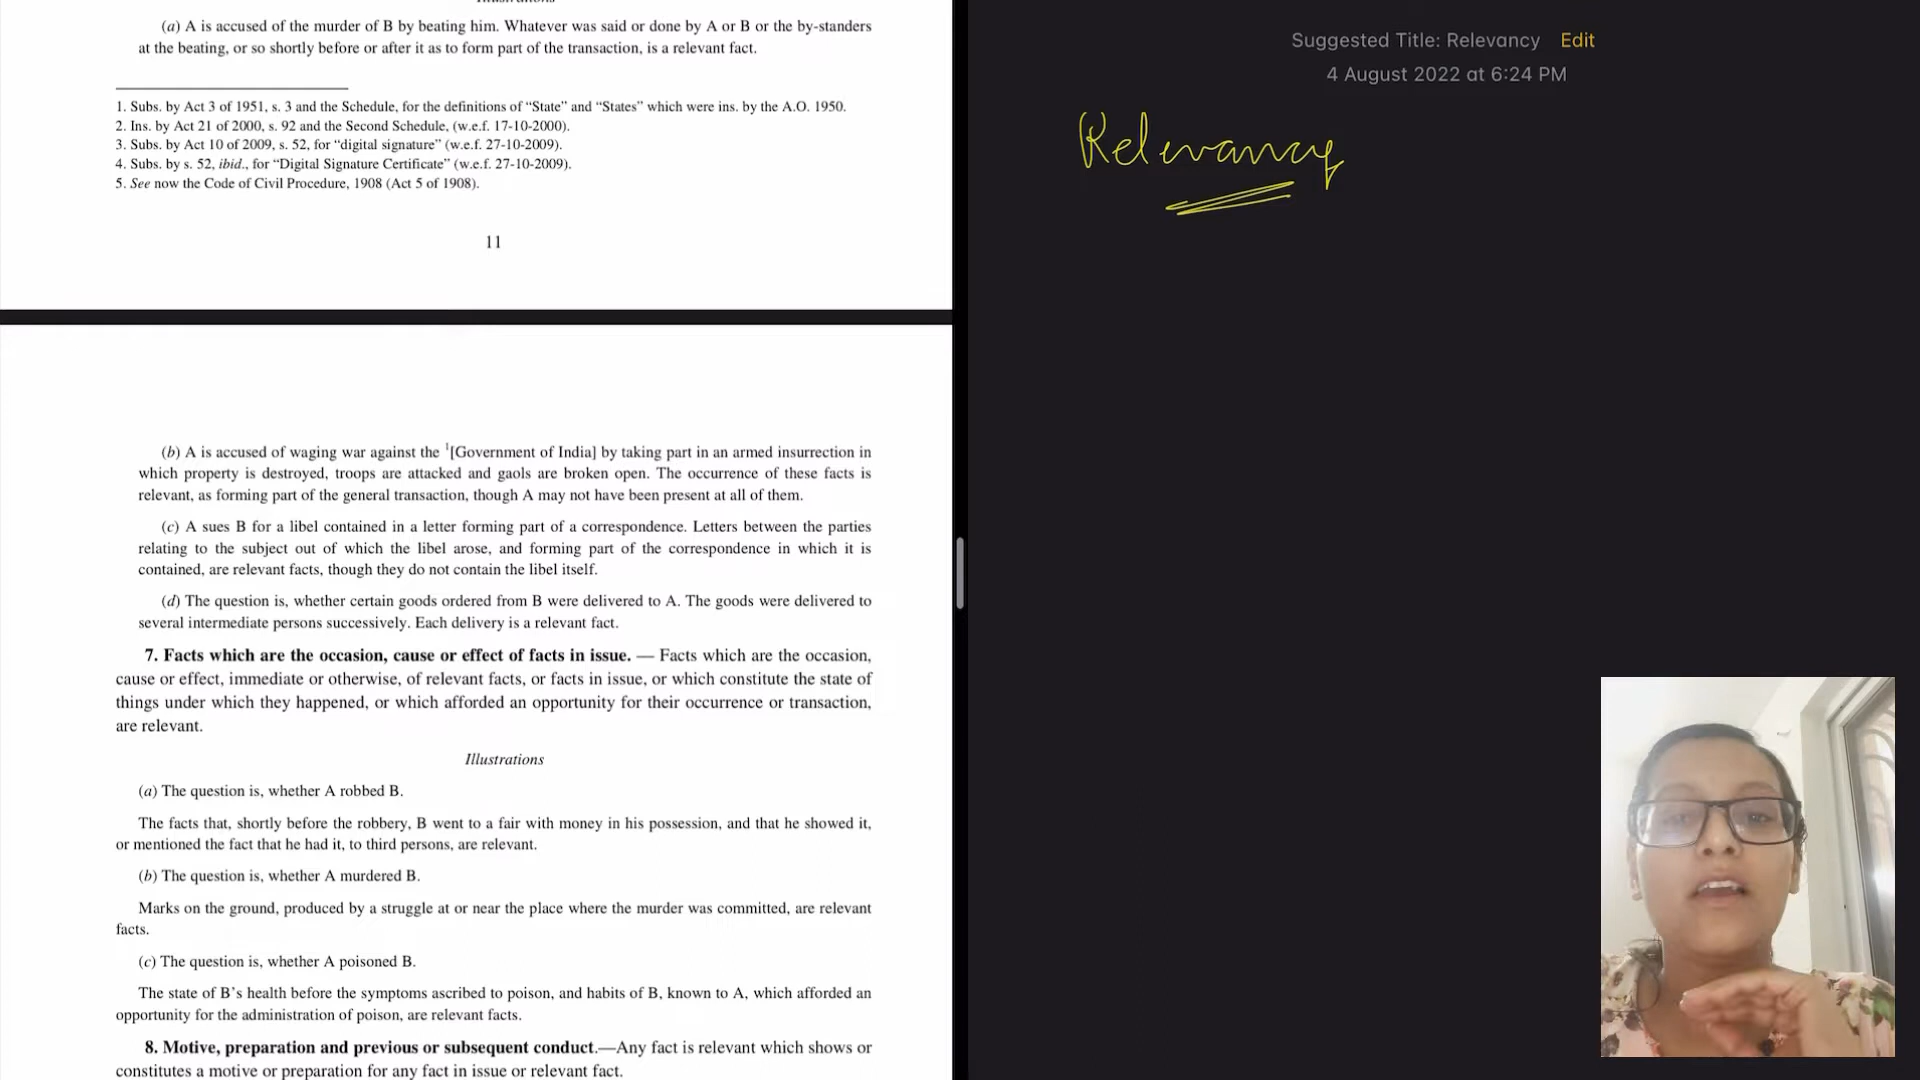 (a) A is accused of the murder of B by beating him. Whatever was said or done by A or B or the by-standers
at the beating, or so shortly before or after it as to form part of the transaction, is a relevant fact.
1. Subs. by Act 3 of 1951, s. 3 and the Schedule, for the definitions of “State” and “States” which were ins. by the A.O. 1950.
2. Ins. by Act 21 of 2000, s. 92 and the Second Schedule, (w.e.f. 17-10-2000).
3. Subs. by Act 10 of 2009, s. 52, for “digital signature” (w.e.f. 27-10-2009).
4. Subs. by s. 52, ibid., for “Digital Signature Certificate” (w.e.f. 27-10-2009).
5. See now the Code of Civil Procedure, 1908 (Act 5 of 1908).
11
(b) A is accused of waging war against the 1[Government of India] by taking part in an armed insurrection in
which property is destroyed, troops are attacked and gaols are broken open. The occurrence of these facts is
relevant, as forming part of the general transaction, though A may not have been present at all of them.
(c) A sues B for a libel contained in a letter forming part of a correspondence. Letters between the parties
relating to the subject out of which the libel arose, and forming part of the correspondence in which it is
contained, are relevant facts, though they do not contain the libel itself.
(d) The question is, whether certain goods ordered from B were delivered to A. The goods were delivered to
several intermediate persons successively. Each delivery is a relevant fact.
7. Facts which are the occasion, cause or effect of facts in issue. — Facts which are the occasion,
cause or effect, immediate or otherwise, of relevant facts, or facts in issue, or which constitute the state of
things under which they happened, or which afforded an opportunity for their occurrence or transaction,
are relevant.
Illustrations
(a) The question is, whether A robbed B.
The facts that, shortly before the robbery, B went to a fair with money in his possession, and that he showed it,
or mentioned the fact that he had it, to third persons, are relevant.
(b) The question is, whether A murdered B.
Marks on the ground, produced by a struggle at or near the place where the murder was committed, are relevant
facts.
(c) The question is, whether A poisoned B.
The state of B’s health before the symptoms ascribed to poison, and habits of B, known to A, which afforded an
opportunity for the administration of poison, are relevant facts.
8. Motive, preparation and previous or subsequent conduct.—Any fact is relevant which shows or
constitutes a motive or preparation for any fact in issue or relevant fact.
Suggested Title: Relevancy Edit
4 August 2022 at 6:24 PM
Relevancy